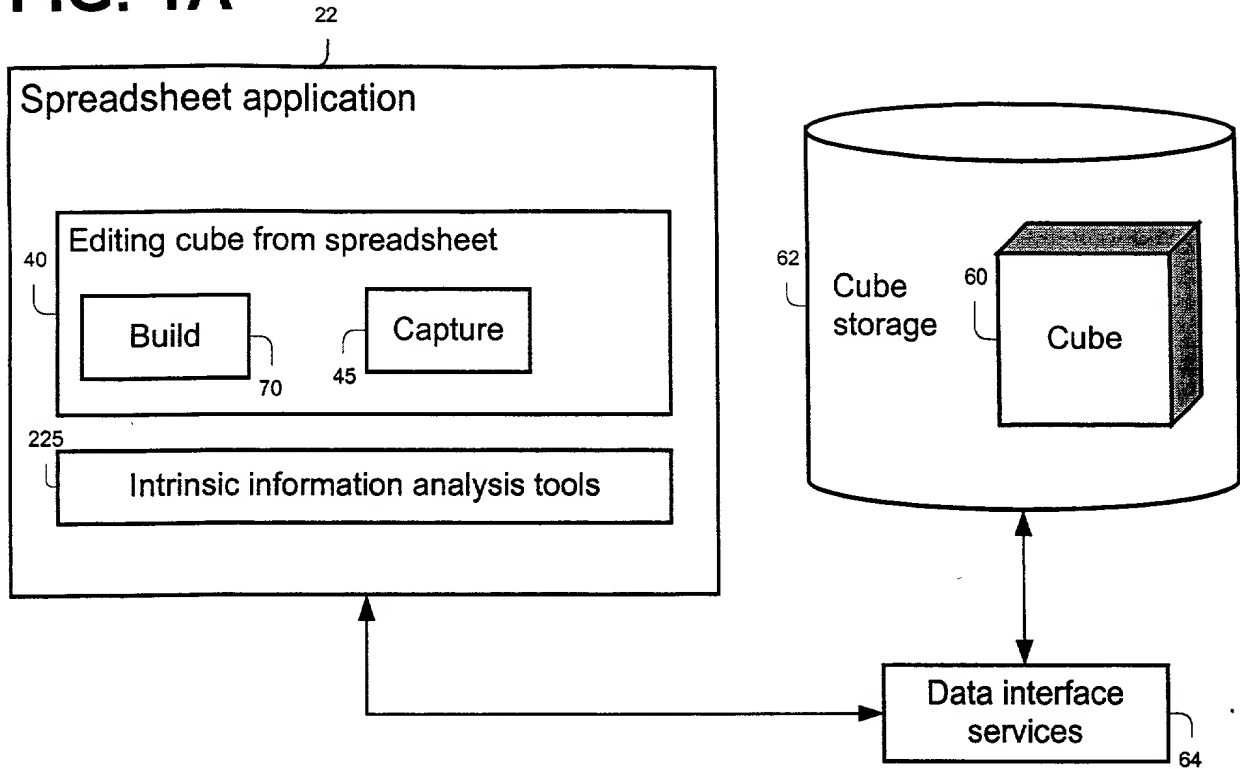 22
Spreadsheet application
Editing cube from spreadsheet
40
Build
70
Capture
45
225
Intrinsic information analysis tools
62
Cube
storage
60
Cube
Data interface
services
64